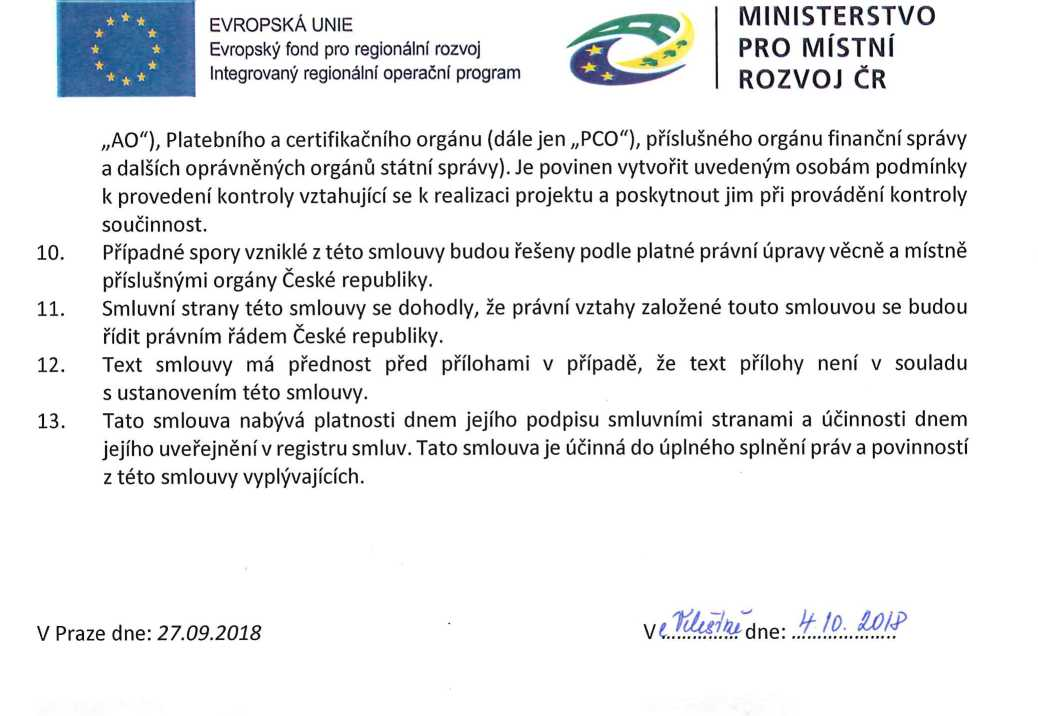 EVROPSKÁ UNIE
Evropský fond pro regionální rozvoj
Integrovaný regionální operační program
MINISTERSTVO
PRO MÍSTNÍ
ROZVOJ ČR
„AO“), Platebního a certifikačního orgánu (dále jen „PCO“), příslušného orgánu finanční správy
a dalších oprávněných orgánů státní správy). Je povinen vytvořit uvedeným osobám podmínky
k provedení kontroly vztahující se k realizaci projektu a poskytnout jim při provádění kontroly
součinnost.
10. Případné spory vzniklé z této smlouvy budou řešeny podle platné právní úpravy věcně a místně
příslušnými orgány České republiky.
11. Smluvní strany této smlouvy se dohodly, že právní vztahy založené touto smlouvou se budou
řídit právním řádem České republiky.
12. Text smlouvy má přednost před přílohami v případě, že text přílohy není v souladu
s ustanovením této smlouvy.
13. Tato smlouva nabývá platnosti dnem jejího podpisu smluvními stranami a účinnosti dnem
jejího uveřejnění v registru smluv. Tato smlouva je účinná do úplného splnění práv a povinností
z této smlouvy vyplývajících.
V Praze dne: 27.09.2018
Ve dne: 4 10. 2018